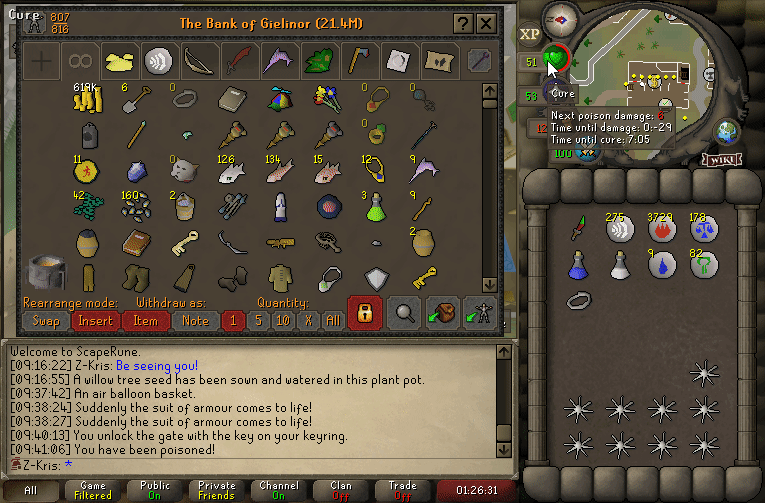 Cure
807
816
The Bank of Gielinor (21.4M)
?
XP
51
Cure
Next poison damage: 6
Time until damage: 0:-29
Time until cure: 7:05
53
12
100
WIKI
619K
6
0
0
0
0
11
0
126
134
15
12
9
42
160
2
3
9
2
275
3729
178
9
82
Rearrange mode:
Withdraw as:
Quantity:
Swap
Insert
Item
Note
1
5
10
X
All
Welcome to ScapeRune.
[09:16:22] Z-Kris: Be seeing you!
[09:16:55] A willow tree seed has been sown and watered in this plant pot.
[09:37:42] An air balloon basket.
[09:38:24] Suddenly the suit of armour comes to life!
[09:38:27] Suddenly the suit of armour comes to life!
[09:40:13] You unlock the gate with the key on your keyring.
[09:41:06] You have been poisoned!
Z-Kris: *
All
Game
Filtered
Public
On
Private
Friends
Channel
On
Clan
Off
Trade
Off
01:26:31